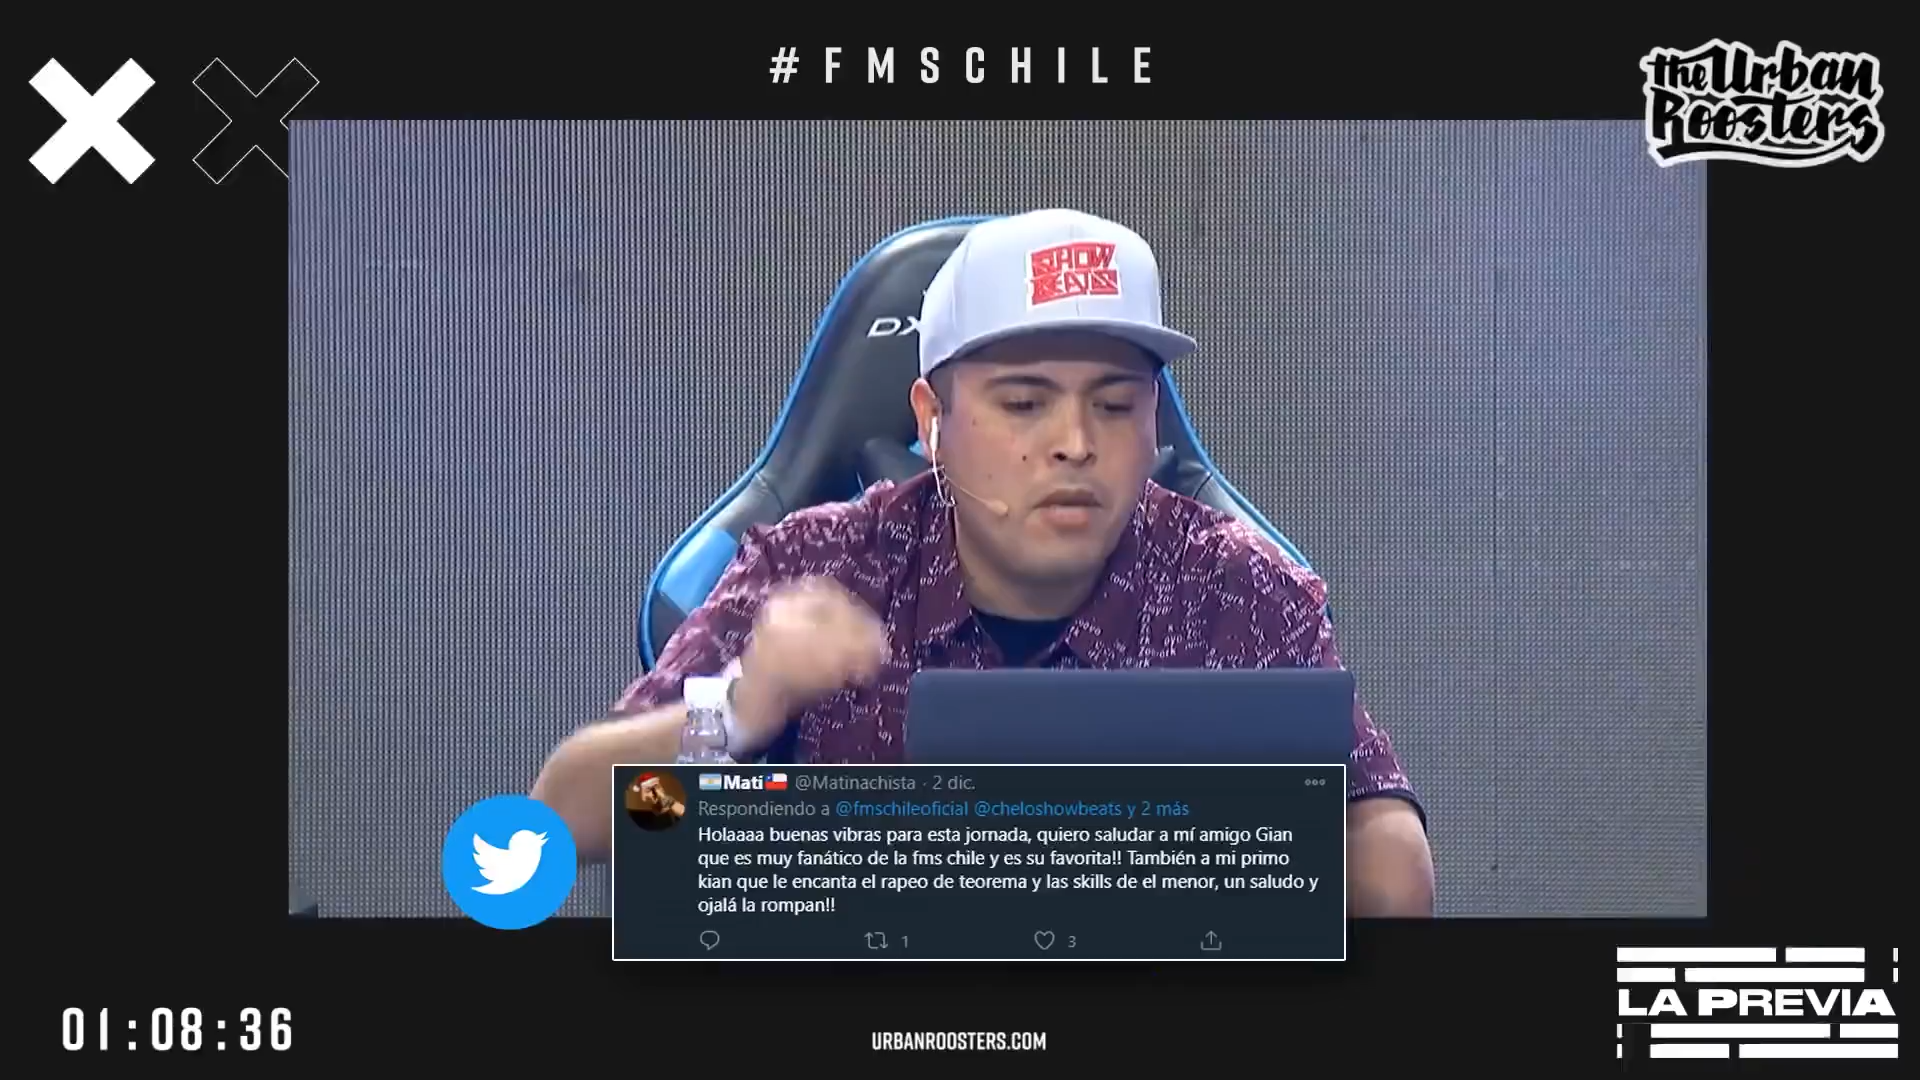 #FMSCHILE
the Urban
Roosters
SHOW
BEATS
DX
Mati @Matinachista · 2 dic.
Respondiendo a @fmschileoficial @cheloshowbeats y 2 más
Holaaaa buenas vibras para esta jornada, quiero saludar a mí amigo Gian
que es muy fanático de la fms chile y es su favorita!! También a mi primo
kian que le encanta el rapeo de teorema y las skills de el menor, un saludo y
ojalá la rompan!!
1
3
01:08:36
URBANROOSTERS.COM
LA PREVIA